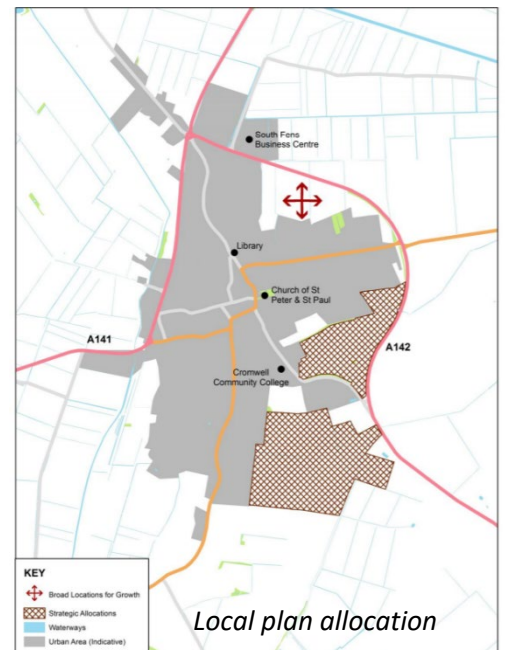 South Fens
Business Centre
Library
Church of St
Peter & St Paul
A141
A142
Cromwell
Community College
KEY
Broad Locations for Growth
Strategic Allocations
Waterways
Urban Area (Indicative)
Local plan allocation